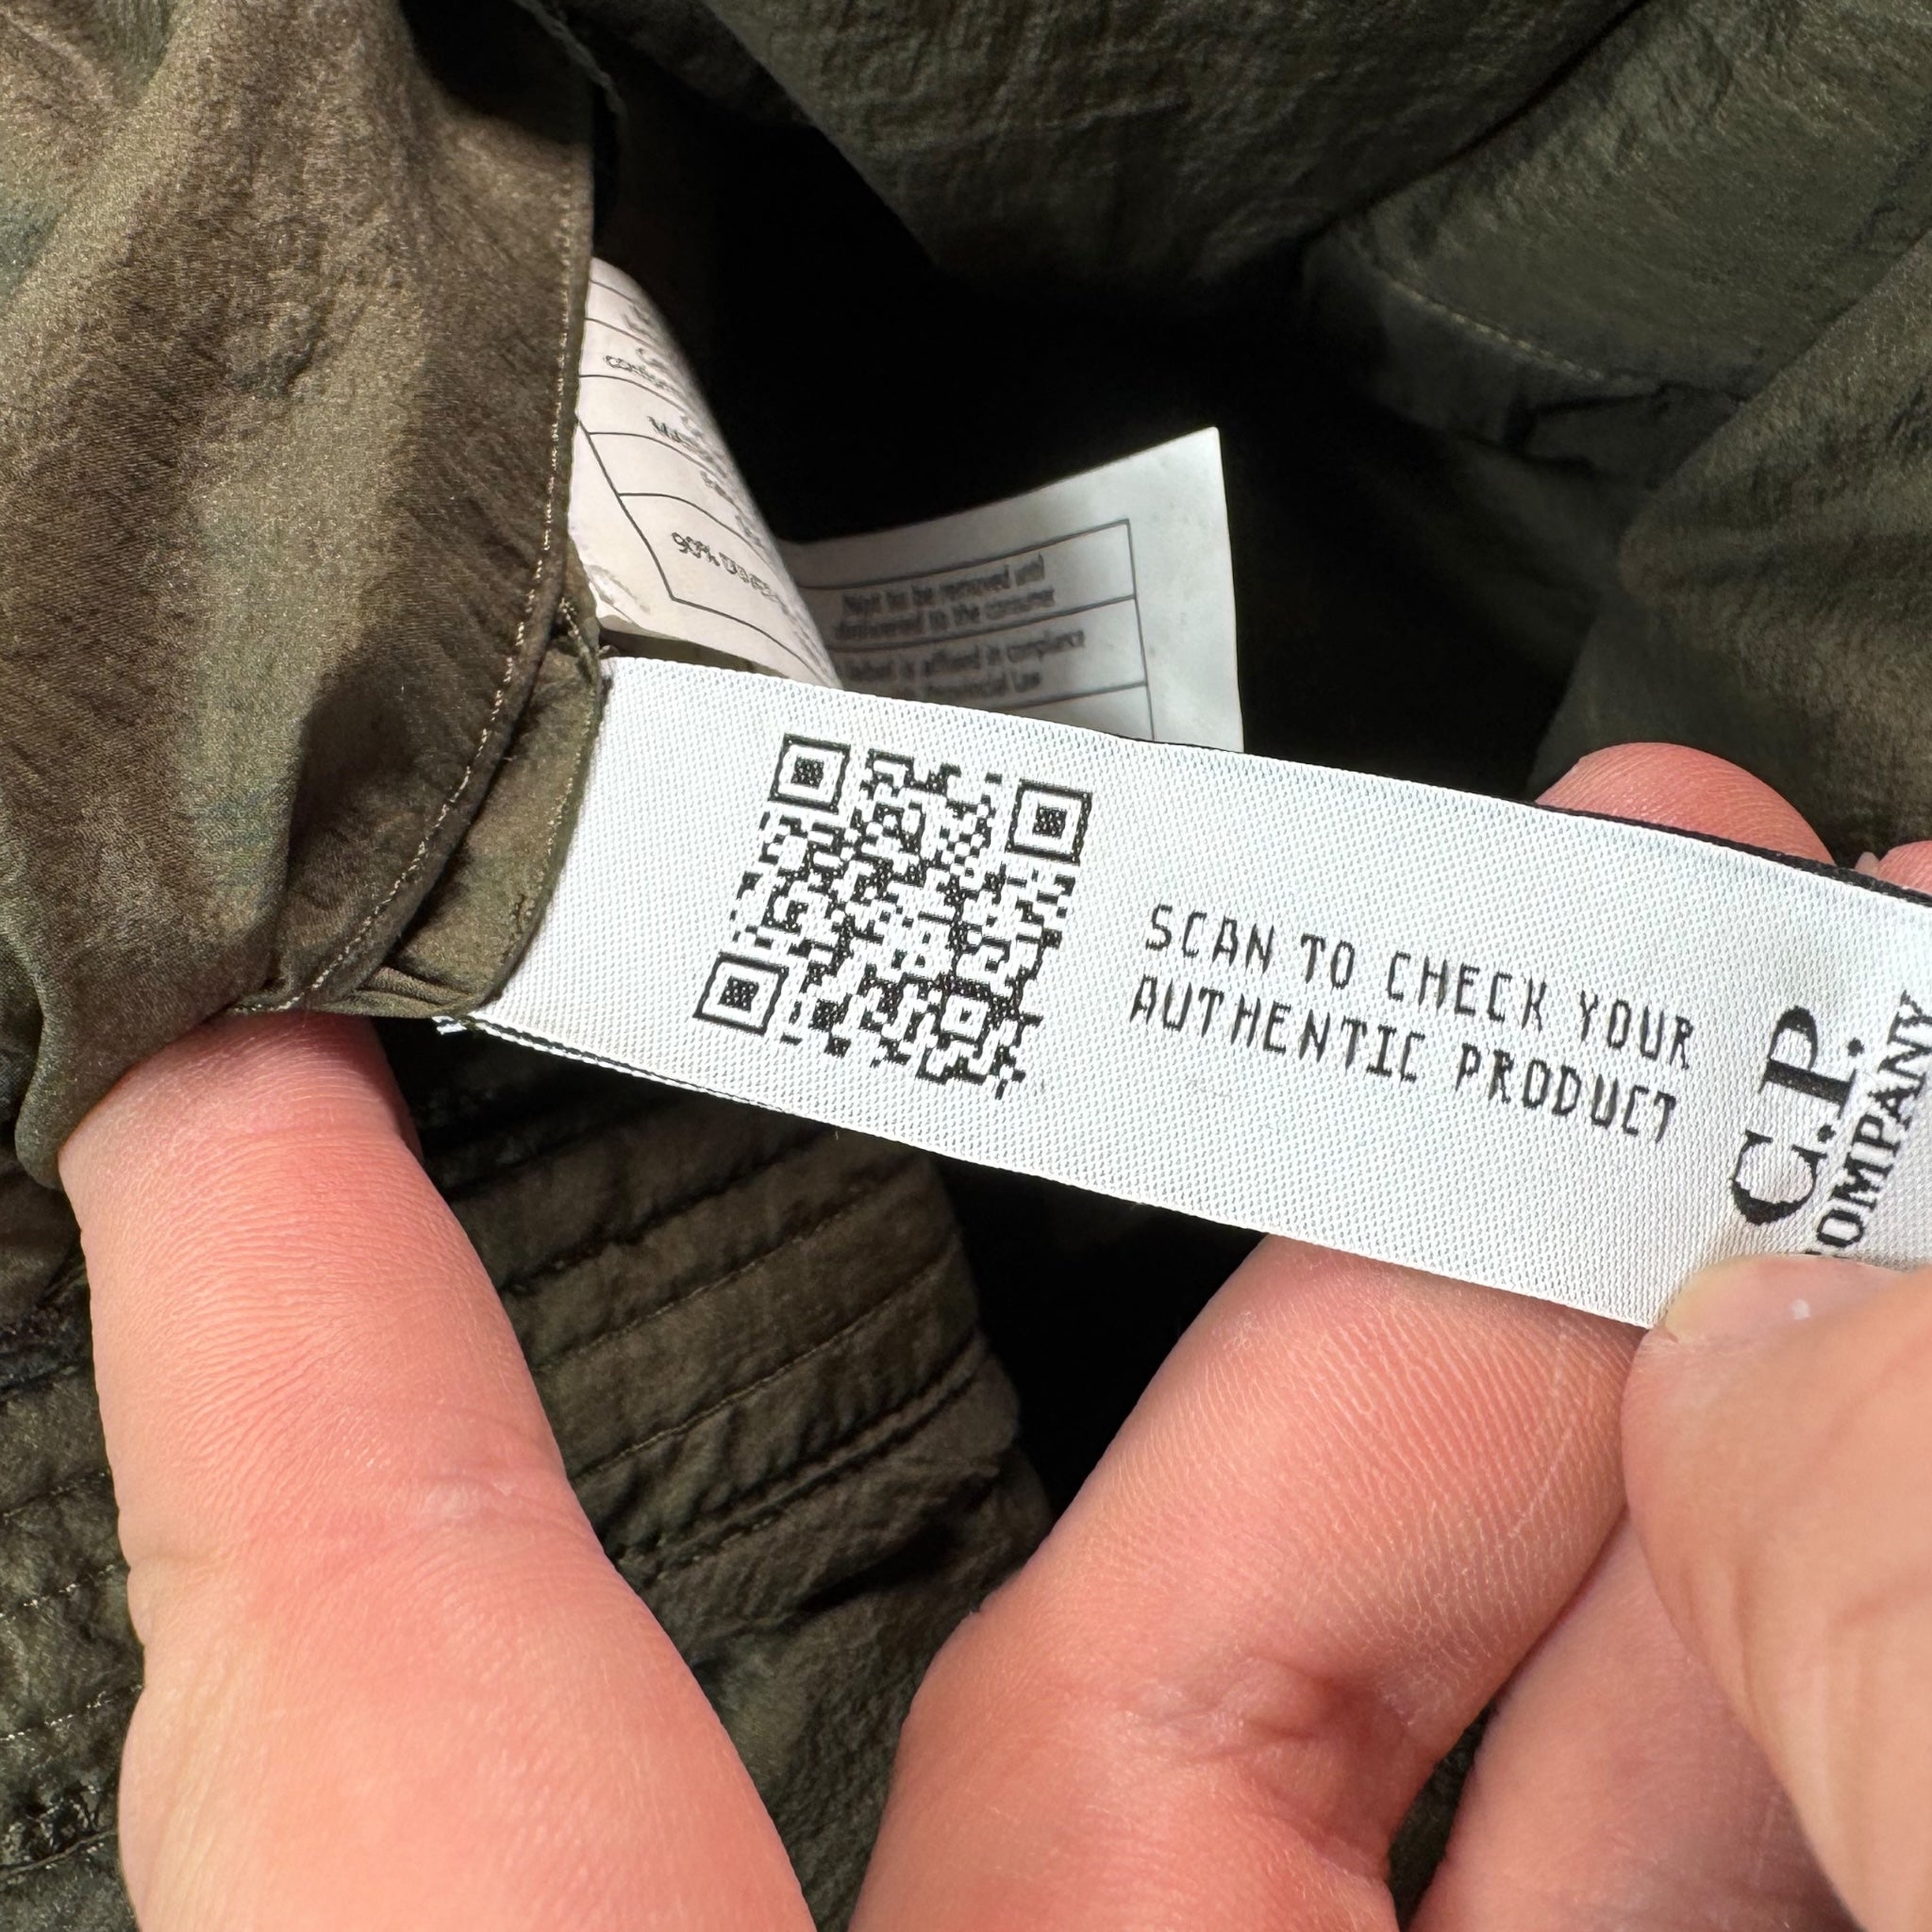 90% D
Not to be removed until
delivered to the consumer
label is affixed in compliance
Provincial Law
SCAN TO CHECK YOUR
AUTHENTIC PRODUCT
C.P.
COMPANY